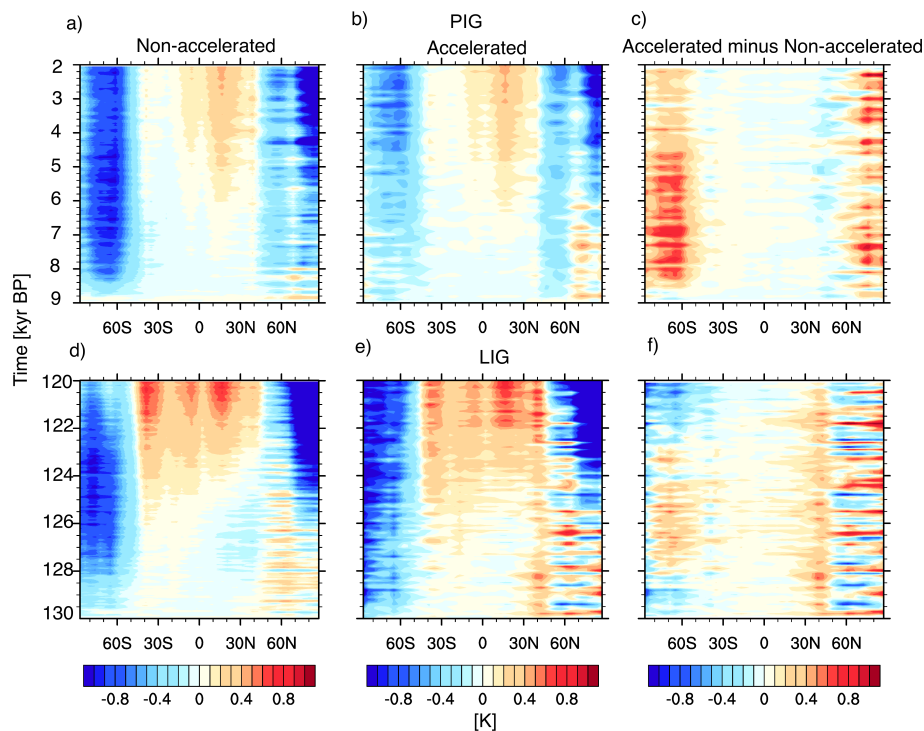 a) b) PIG c)
Non-accelerated Accelerated Accelerated minus Non-accelerated
2
3
4
5
6
7
8
9
60S 30S 0 30N 60N 60S 30S 0 30N 60N 60S 30S 0 30N 60N
Time [kyr BP]
d) e) LIG f)
120
122
124
126
128
130
60S 30S 0 30N 60N 60S 30S 0 30N 60N 60S 30S 0 30N 60N
-0.8 -0.4 0 0.4 0.8 -0.8 -0.4 0 0.4 0.8 -0.8 -0.4 0 0.4 0.8
[K]